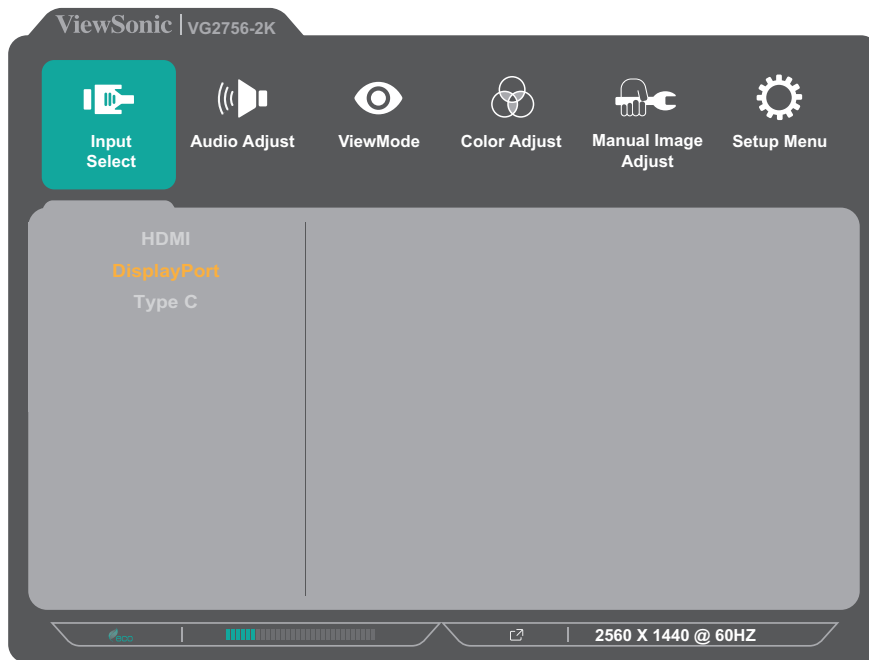 ViewSonic | VG2756-2K
Input
Select
Audio Adjust
ViewMode
Color Adjust
Manual Image
Adjust
Setup Menu
HDMI
DisplayPort
Type C
eco
2560 X 1440 @ 60HZ